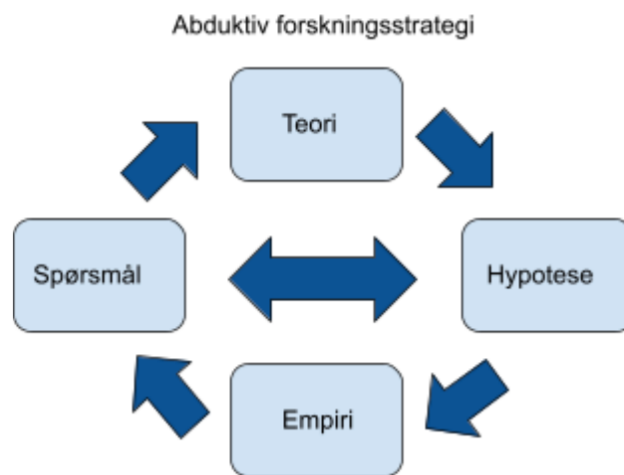 Abduktiv forskningsstrategi
Teori
Spørsmål
Hypotese
Empiri